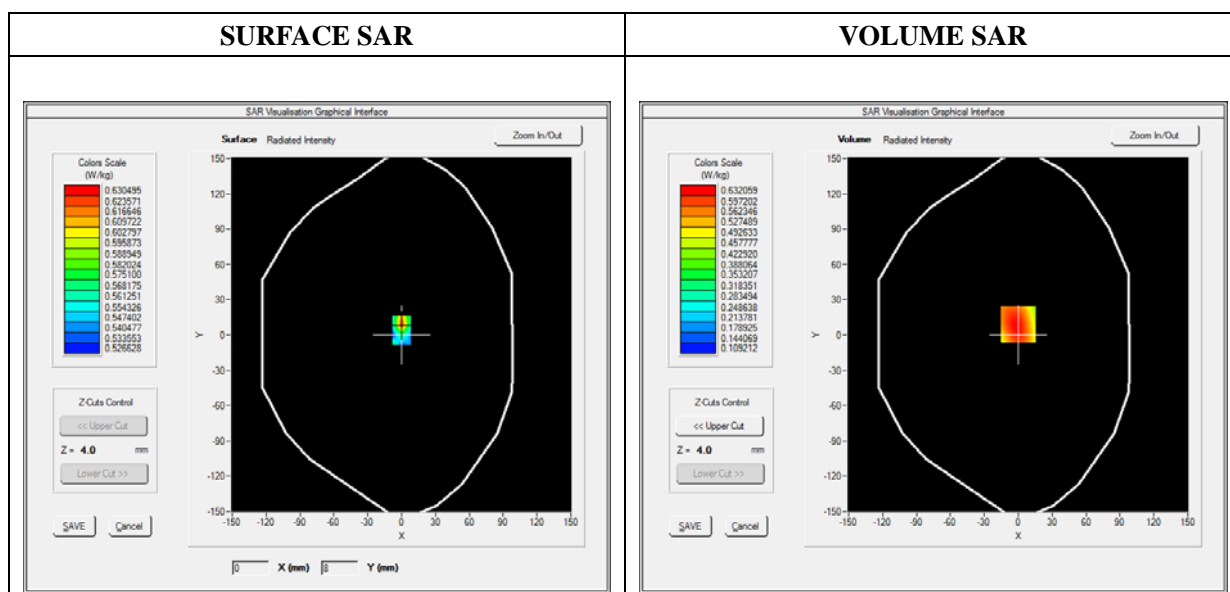 SURFACE SAR
VOLUME SAR
SAR Visualisation Graphical Interface
Surface Radiated Intensity
Zoom In/Out
Colors Scale
(W/kg)
0.630495
0.623571
0.616646
0.609722
0.602797
0.595873
0.588949
0.582024
0.575100
0.568175
0.561251
0.554326
0.547402
0.540477
0.533553
0.526628
Z-Cuts Control
<< Upper Cut
Z = 4.0 mm
Lower Cut >>
SAVE Cancel
150
120
90
60
30
0
-30
-60
-90
-120
-150
Y
-150 -120 -90 -60 -30 0 30 60 90 120 150
X
0 X (mm) 8 Y (mm)
SAR Visualisation Graphical Interface
Volume Radiated Intensity
Zoom In/Out
Colors Scale
(W/kg)
0.632059
0.597202
0.562346
0.527489
0.492633
0.457777
0.422920
0.388064
0.353207
0.318351
0.283494
0.248638
0.213781
0.178925
0.144069
0.109212
Z-Cuts Control
<< Upper Cut
Z = 4.0 mm
Lower Cut >>
SAVE Cancel
150
120
90
60
30
0
-30
-60
-90
-120
-150
Y
-150 -120 -90 -60 -30 0 30 60 90 120 150
X